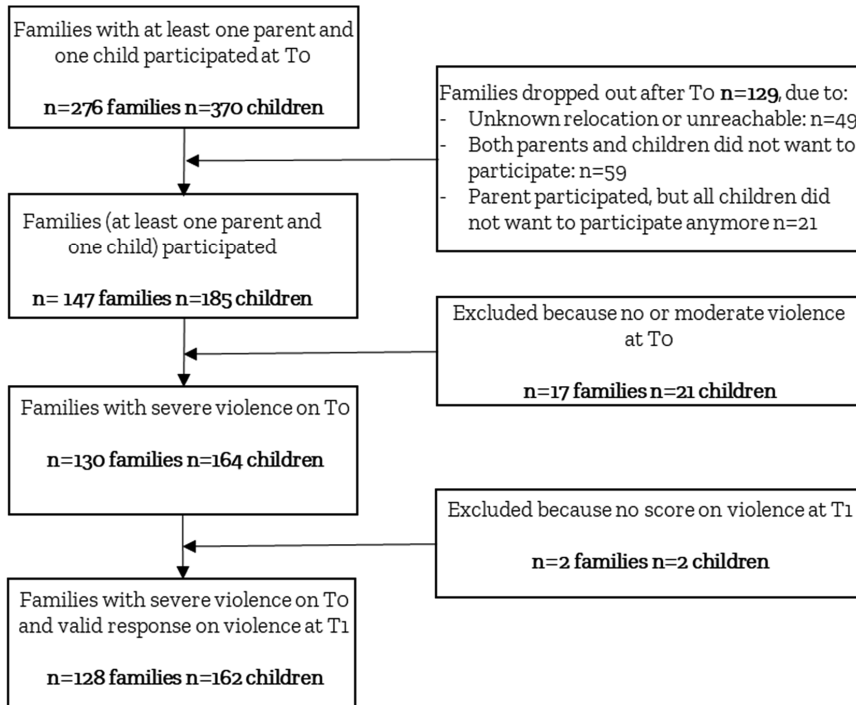 Families with at least one parent and
one child participated at T0
n=276 families n=370 children
Families dropped out after T0 n=129, due to:
- Unknown relocation or unreachable: n=49
- Both parents and children did not want to
participate: n=59
- Parent participated, but all children did
not want to participate anymore n=21
Families (at least one parent and
one child) participated
n= 147 families n=185 children
Excluded because no or moderate violence
at T0
n=17 families n=21 children
Families with severe violence on T0
n=130 families n=164 children
Excluded because no score on violence at T1
n=2 families n=2 children
Families with severe violence on T0
and valid response on violence at T1
n=128 families n=162 children